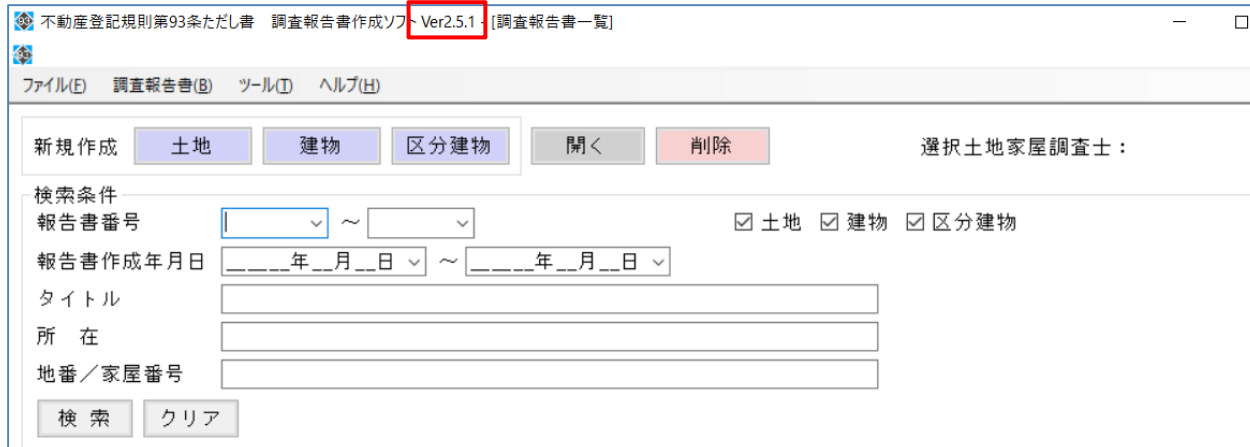 不動産登記規則第93条ただし書　調査報告書作成ソフト Ver2.5.1 - [調査報告書一覧]
ファイル(F)　調査報告書(B)　ツール(T)　ヘルプ(H)
新規作成 土地 建物 区分建物 開く 削除 選択土地家屋調査士：
検索条件
報告書番号 ～ 土地 建物 区分建物
報告書作成年月日 ____年__月__日 ～ ____年__月__日
タイトル
所　在
地番／家屋番号
検 索 クリア